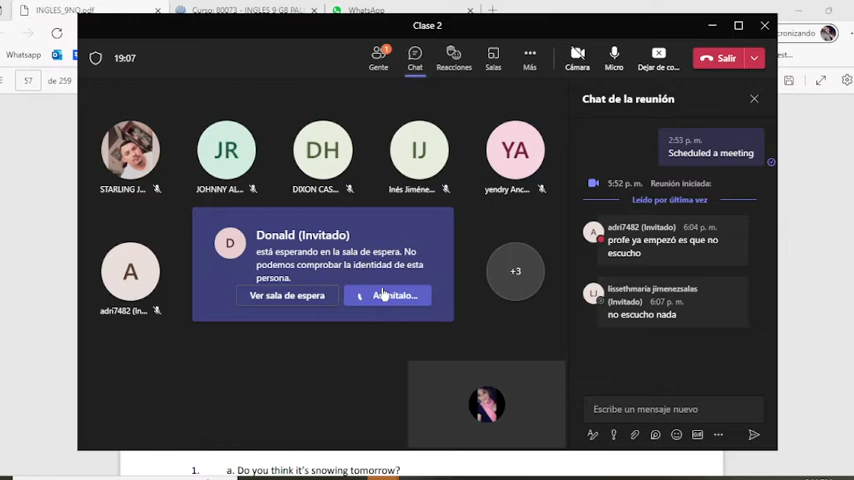 INGLES_9NO.pdf
Curso: 80073 - INGLES 9 GB PAL
WhatsApp
Clase 2
cronizando
Whatsapp
19:07
1
Gente
Chat
Reacciones
Salas
Más
Cámara
Micro
Dejar de co...
Salir
57
de 259
Chat de la reunión
2:53 p. m.
Scheduled a meeting
5:52 p. m. Reunión iniciada:
Leído por última vez
A
adri7482 (Invitado) 6:04 p. m.
profe ya empezó es que no
escucho
LJ
lissethmaria jimenezsalas
(Invitado) 6:07 p. m.
no escucho nada
Escribe un mensaje nuevo
JR
DH
IJ
YA
STARLING J...
JOHNNY AL...
DIXON CAS...
Inés Jiméne...
yendry Anc...
A
adri7482 (In...
D
Donald (Invitado)
está esperando en la sala de espera. No
podemos comprobar la identidad de esta
persona.
Ver sala de espera
+3
1. a. Do you think it's snowing tomorrow?